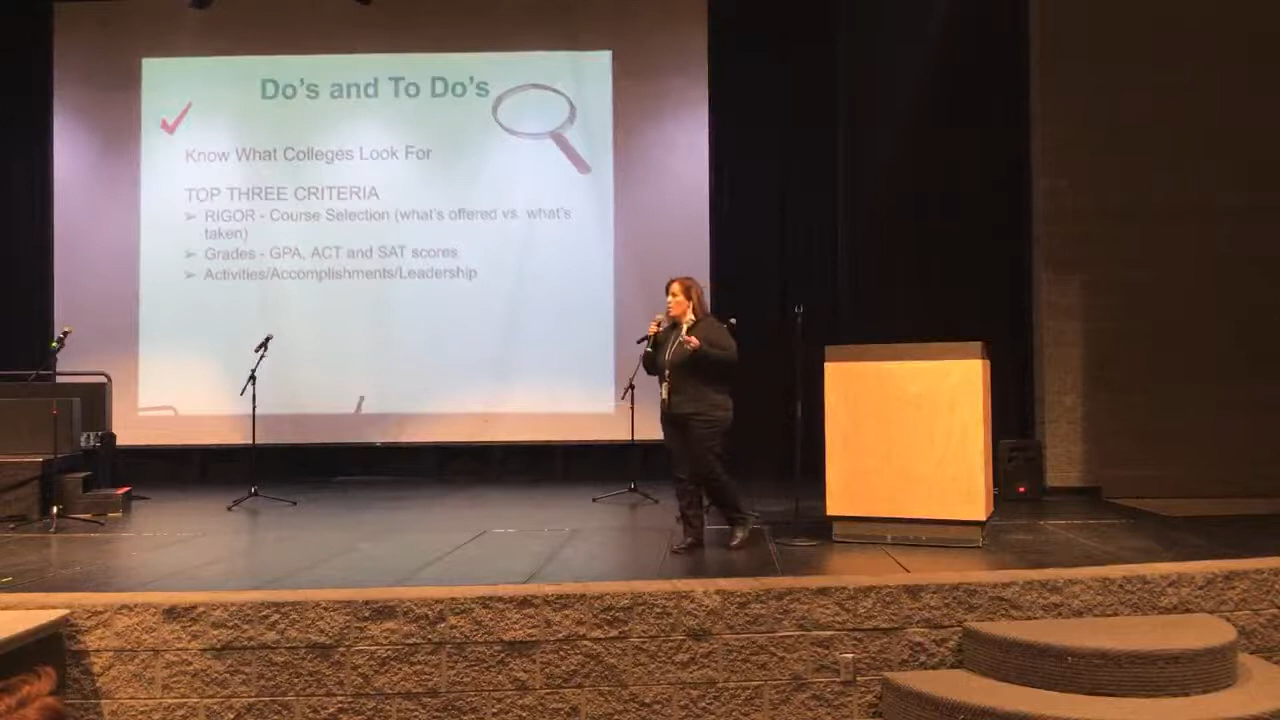 Do's and To Do's
Know What Colleges Look For
TOP THREE CRITERIA
➢ RIGOR - Course Selection (what's offered vs. what's
taken)
➢ Grades - GPA, ACT and SAT scores
➢ Activities/Accomplishments/Leadership